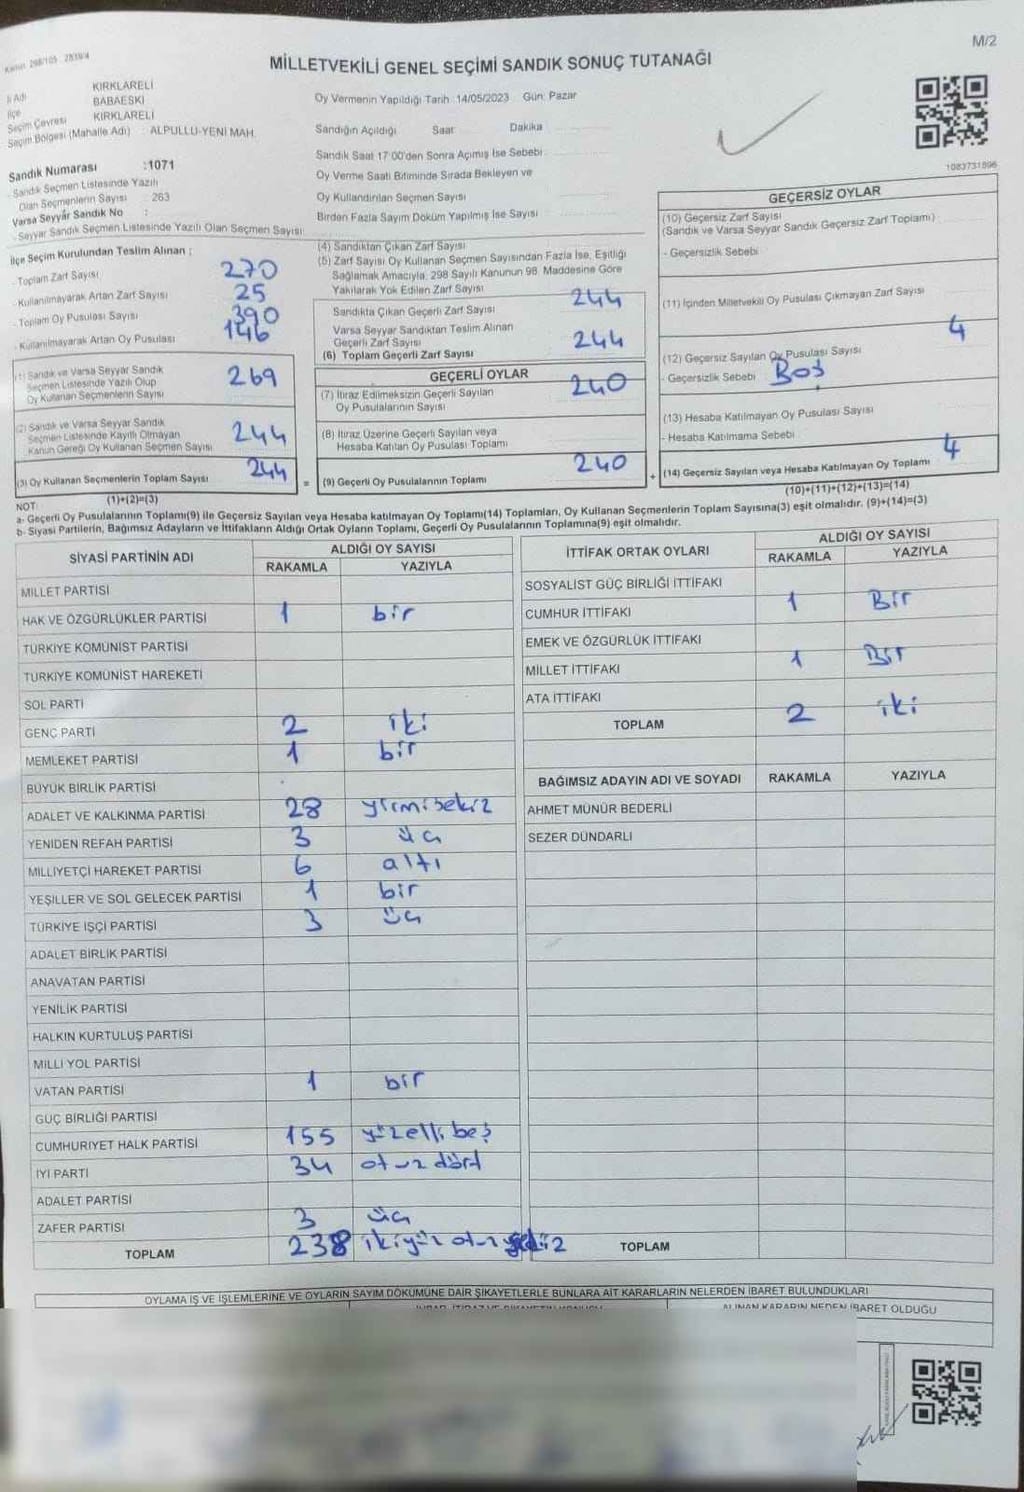 Kanun 298/105 2839/4
M/2
MİLLETVEKİLİ GENEL SEÇİMİ SANDIK SONUÇ TUTANAĞI
İl Adı KIRKLARELİ
İlçe BABAESKİ
Seçim Çevresi KIRKLARELİ
Seçim Bölgesi (Mahalle Adı) : ALPULLU-YENİ MAH.
Sandık Numarası :1071
- Sandık Seçmen Listesinde Yazılı
Olan Seçmenlerin Sayısı : 263
Varsa Seyyar Sandık No :
- Seyyar Sandık Seçmen Listesinde Yazılı Olan Seçmen Sayısı:
Oy Vermenin Yapıldığı Tarih :14/05/2023 Gün: Pazar
Sandığın Açıldığı Saat Dakika
Sandık Saat 17:00'den Sonra Açılmış İse Sebebi
Oy Verme Saati Bitiminde Sırada Bekleyen ve
Oy Kullandırılan Seçmen Sayısı
Birden Fazla Sayım Döküm Yapılmış İse Sayısı
1083731896
İlçe Seçim Kurulundan Teslim Alınan :
- Toplam Zarf Sayısı 270
- Kullanılmayarak Artan Zarf Sayısı 25
- Toplam Oy Pusulası Sayısı 390
- Kullanılmayarak Artan Oy Pusulası 146
(1) Sandık ve Varsa Seyyar Sandık
Seçmen Listesinde Yazılı Olup
Oy Kullanan Seçmenlerin Sayısı 269
(2) Sandık ve Varsa Seyyar Sandık
Seçmen Listesinde Kayıtlı Olmayan
Kanun Gereği Oy Kullanan Seçmen Sayısı 244
(3) Oy Kullanan Seçmenlerin Toplam Sayısı 244
(1)+(2)=(3)
(4) Sandıktan Çıkan Zarf Sayısı
(5) Zarf Sayısı Oy Kullanan Seçmen Sayısından Fazla İse, Eşitliği
Sağlamak Amacıyla, 298 Sayılı Kanunun 98. Maddesine Göre
Yakılarak Yok Edilen Zarf Sayısı
Sandıkta Çıkan Geçerli Zarf Sayısı 244
Varsa Seyyar Sandıktan Teslim Alınan
Geçerli Zarf Sayısı 244
(6) Toplam Geçerli Zarf Sayısı
GEÇERLİ OYLAR
(7) İtiraz Edilmeksizin Geçerli Sayılan 240
Oy Pusulalarının Sayısı
(8) İtiraz Üzerine Geçerli Sayılan veya
Hesaba Katılan Oy Pusulası Toplamı
= (9) Geçerli Oy Pusulalarının Toplamı 240 +
GEÇERSİZ OYLAR
(10) Geçersiz Zarf Sayısı
(Sandık ve Varsa Seyyar Sandık Geçersiz Zarf Toplamı) :
- Geçersizlik Sebebi
(11) İçinden Milletvekili Oy Pusulası Çıkmayan Zarf Sayısı
4
(12) Geçersiz Sayılan Oy Pusulası Sayısı
- Geçersizlik Sebebi Boş
(13) Hesaba Katılmayan Oy Pusulası Sayısı
- Hesaba Katılmama Sebebi
(14) Geçersiz Sayılan veya Hesaba Katılmayan Oy Toplamı 4
(10)+(11)+(12)+(13)=(14)
NOT:
a- Geçerli Oy Pusulasının Toplamı(9) ile Geçersiz Sayılan veya Hesaba katılmayan Oy Toplamı(14) Toplamları, Oy Kullanan Seçmenlerin Toplam Sayısına(3) eşit olmalıdır. (9)+(14)=(3)
b- Siyasi Partilerin, Bağımsız Adayların ve İttifakların Aldığı Ortak Oyların Toplamı, Geçerli Oy Pusulalarının Toplamına(9) eşit olmalıdır.
SİYASİ PARTİNİN ADI ALDIĞI OY SAYISI
RAKAMLA YAZIYLA
MİLLET PARTİSİ
HAK VE ÖZGÜRLÜKLER PARTİSİ 1 bir
TÜRKİYE KOMÜNİST PARTİSİ
TÜRKİYE KOMÜNİST HAREKETİ
SOL PARTİ
GENÇ PARTİ 2 iki
MEMLEKET PARTİSİ 1 bir
BÜYÜK BİRLİK PARTİSİ
ADALET VE KALKINMA PARTİSİ 28 yirmisekiz
YENİDEN REFAH PARTİSİ 3 üç
MİLLİYETÇİ HAREKET PARTİSİ 6 altı
YEŞİLLER VE SOL GELECEK PARTİSİ 1 bir
TÜRKİYE İŞÇİ PARTİSİ 3 üç
ADALET BİRLİK PARTİSİ
ANAVATAN PARTİSİ
YENİLİK PARTİSİ
HALKIN KURTULUŞ PARTİSİ
MİLLİ YOL PARTİSİ
VATAN PARTİSİ 1 bir
GÜÇ BİRLİĞİ PARTİSİ
CUMHURİYET HALK PARTİSİ 155 yüzelli beş
İYİ PARTİ 34 otuz dört
ADALET PARTİSİ
ZAFER PARTİSİ 3 üç
TOPLAM 238 ikiyüz otuz
İTTİFAK ORTAK OYLARI ALDIĞI OY SAYISI
RAKAMLA YAZIYLA
SOSYALİST GÜÇ BİRLİĞİ İTTİFAKI
CUMHUR İTTİFAKI 1 Bir
EMEK VE ÖZGÜRLÜK İTTİFAKI
MİLLET İTTİFAKI 1 Bir
ATA İTTİFAKI
TOPLAM 2 iki
BAĞIMSIZ ADAYIN ADI VE SOYADI RAKAMLA YAZIYLA
AHMET MÜNÜR BEDERLİ
SEZER DÜNDARLI
TOPLAM
OYLAMA İŞ VE İŞLEMLERİNE VE OYLARIN SAYIM DÖKÜMÜNE DAİR ŞİKAYETLERLE BUNLARA AİT KARARLARIN NELERDEN İBARET BULUNDUKLARI
ALINAN KARARIN NEDEN İBARET OLDUĞU